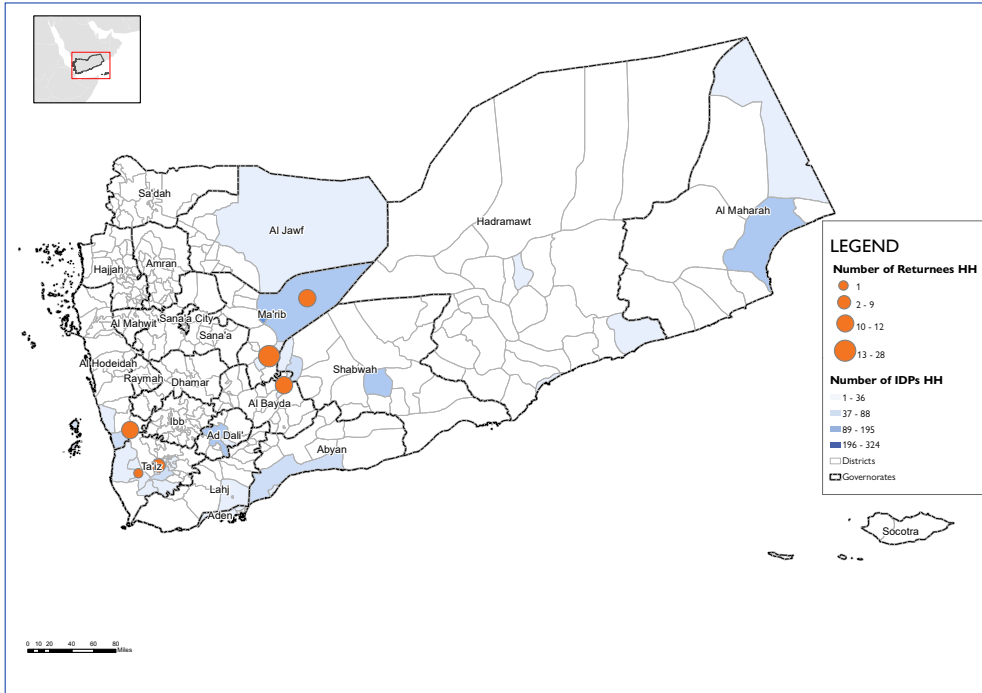 Sa'dah
Al Jawf
Hadramawt
Al Maharah
Hajjah
Amran
Ma'rib
Al Mahwit
Sana'a City
Sana'a
Al Hodeidah
Raymah
Dhamar
Shabwah
Al Bayda
Ibb
Ad Dali'
Abyan
Ta'iz
Lahj
Aden
Socotra
LEGEND
Number of Returnees HH
1
2 - 9
10 - 12
13 - 28
Number of IDPs HH
1 - 36
37 - 88
89 - 195
196 - 324
Districts
Governorates
0 10 20 40 60 80
Miles